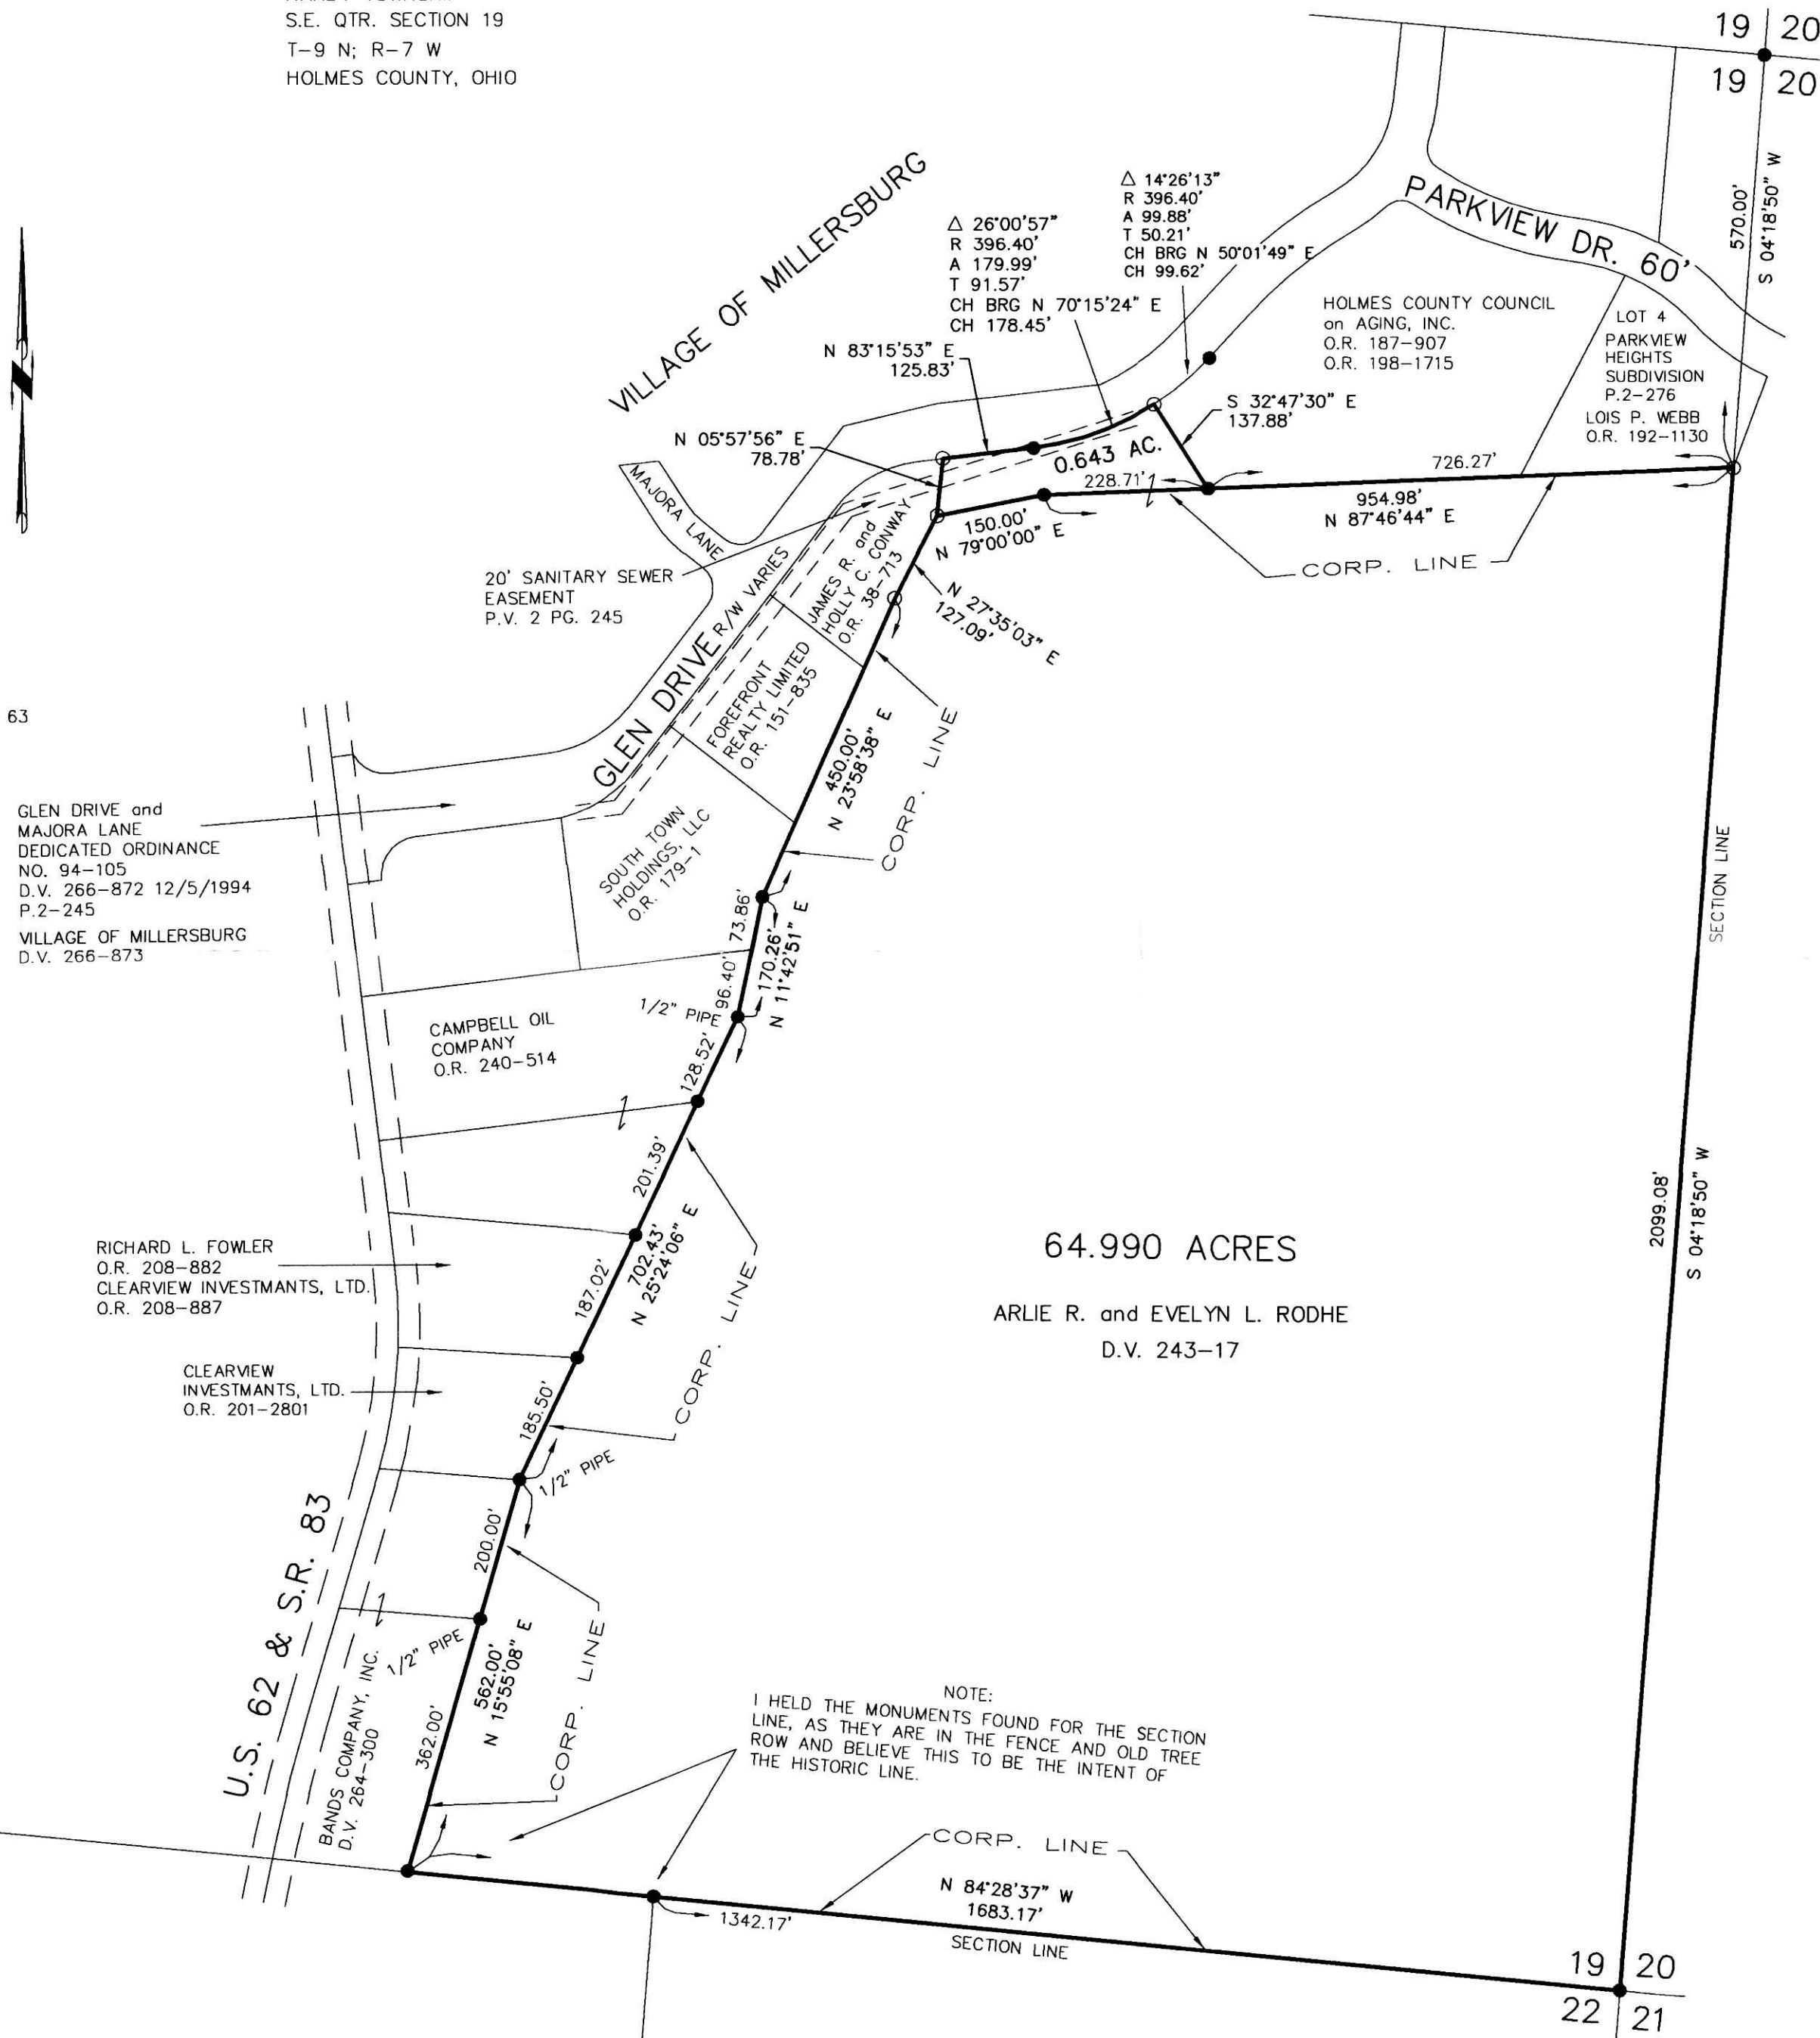 S.E. QTR. SECTION 19
T-9 N; R-7 W
HOLMES COUNTY, OHIO
19 20
19 20
570.00'
S 04°18'50" W
VILLAGE OF MILLERSBURG
Δ 14°26'13"
R 396.40'
A 99.88'
T 50.21'
CH BRG N 50°01'49" E
CH 99.62'
Δ 26°00'57"
R 396.40'
A 179.99'
T 91.57'
CH BRG N 70°15'24" E
CH 178.45'
PARKVIEW DR. 60'
HOLMES COUNTY COUNCIL
on AGING, INC.
O.R. 187-907
O.R. 198-1715
LOT 4
PARKVIEW
HEIGHTS
SUBDIVISION
P.2-276
LOIS P. WEBB
O.R. 192-1130
N 83°15'53" E
125.83'
S 32°47'30" E
137.88'
N 05°57'56" E
78.78'
0.643 AC.
228.71'
726.27'
954.98'
N 87°46'44" E
150.00'
N 79°00'00" E
CORP. LINE
MAJORA LANE
20' SANITARY SEWER
EASEMENT
P.V. 2 PG. 245
GLEN DRIVE R/W VARIES
JAMES R. and
HOLLY C. CONWAY
O.R. 38-713
N 27°35'03" E
127.09'
FOREFRONT
REALTY LIMITED
O.R. 151-835
450.00'
N 23°58'38" E
CORP. LINE
63
GLEN DRIVE and
MAJORA LANE
DEDICATED ORDINANCE
NO. 94-105
D.V. 266-872 12/5/1994
P.2-245
VILLAGE OF MILLERSBURG
D.V. 266-873
SOUTH TOWN
HOLDINGS, LLC
O.R. 179-1
SECTION LINE
73.86'
96.40'
170.26'
N 11°42'51" E
1/2" PIPE
CAMPBELL OIL
COMPANY
O.R. 240-514
128.52'
201.39'
702.43'
N 25°24'06" E
187.02'
CORP. LINE
185.50'
1/2" PIPE
2099.08'
S 04°18'50" W
64.990 ACRES
ARLIE R. and EVELYN L. RODHE
D.V. 243-17
RICHARD L. FOWLER
O.R. 208-882
CLEARVIEW INVESTMANTS, LTD.
O.R. 208-887
CLEARVIEW
INVESTMANTS, LTD.
O.R. 201-2801
U.S. 62 & S.R. 83
200.00'
1/2" PIPE
562.00'
N 15°55'08" E
362.00'
CORP. LINE
BANDS COMPANY, INC.
D.V. 264-300
NOTE:
I HELD THE MONUMENTS FOUND FOR THE SECTION
LINE, AS THEY ARE IN THE FENCE AND OLD TREE
ROW AND BELIEVE THIS TO BE THE INTENT OF
THE HISTORIC LINE.
CORP. LINE
N 84°28'37" W
1683.17'
1342.17'
SECTION LINE
19 20
22 21